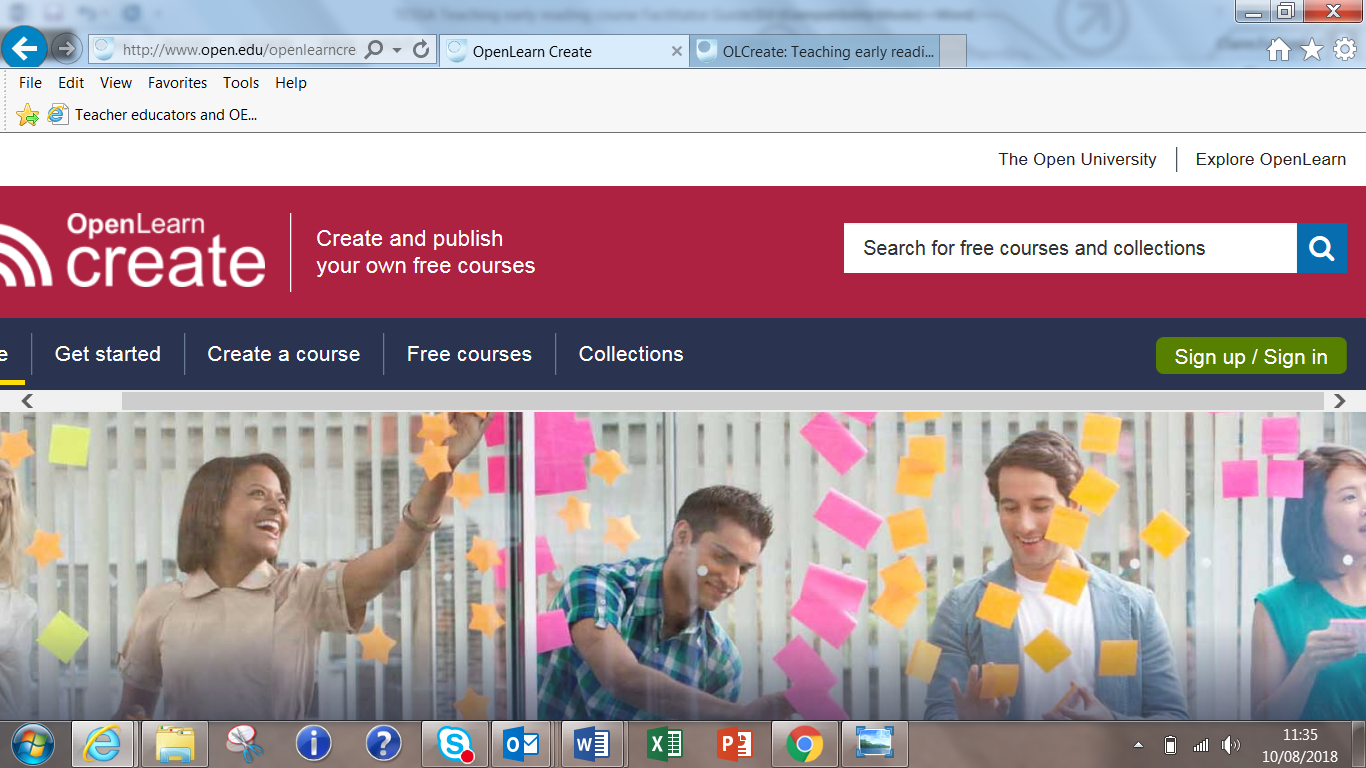 http://www.open.edu/openlearncre
OpenLearn Create
OLCreate: Teaching early readi...
File Edit View Favorites Tools Help
Teacher educators and OE...
The Open University
Explore OpenLearn
OpenLearn
create
Create and publish
your own free courses
Search for free courses and collections
e
Get started
Create a course
Free courses
Collections
Sign up / Sign in
11:35
10/08/2018